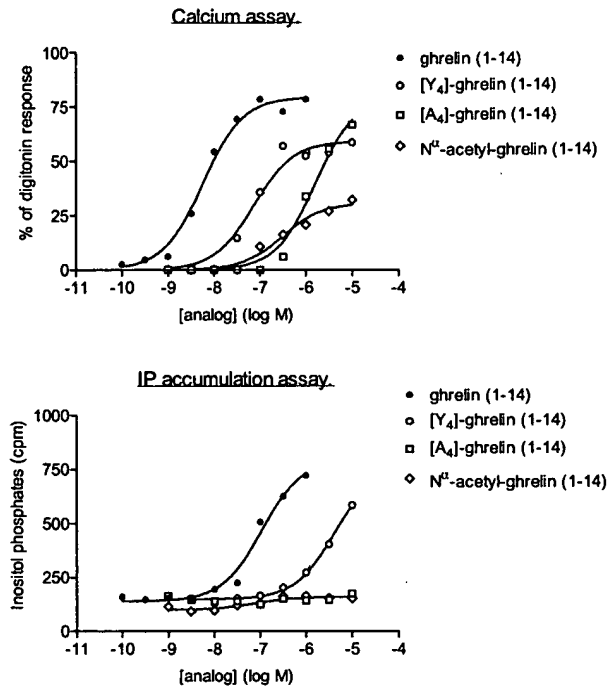 Calcium assay.
% of digitonin response
100
75
50
25
0
-11 -10 -9 -8 -7 -6 -5 -4
[analog] (log M)
ghrelin (1-14)
[Y4]-ghrelin (1-14)
[A4]-ghrelin (1-14)
Nα-acetyl-ghrelin (1-14)
IP accumulation assay.
Inositol phosphates (cpm)
1000
750
500
250
0
-11 -10 -9 -8 -7 -6 -5 -4
[analog] (log M)
ghrelin (1-14)
[Y4]-ghrelin (1-14)
[A4]-ghrelin (1-14)
Nα-acetyl-ghrelin (1-14)